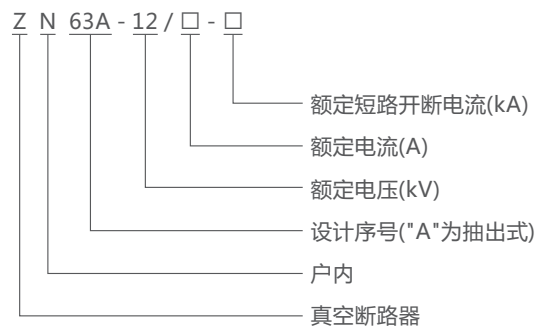 Z N 63A - 12 / □ - □
额定短路开断电流(kA)
额定电流(A)
额定电压(kV)
设计序号("A"为抽出式)
户内
真空断路器